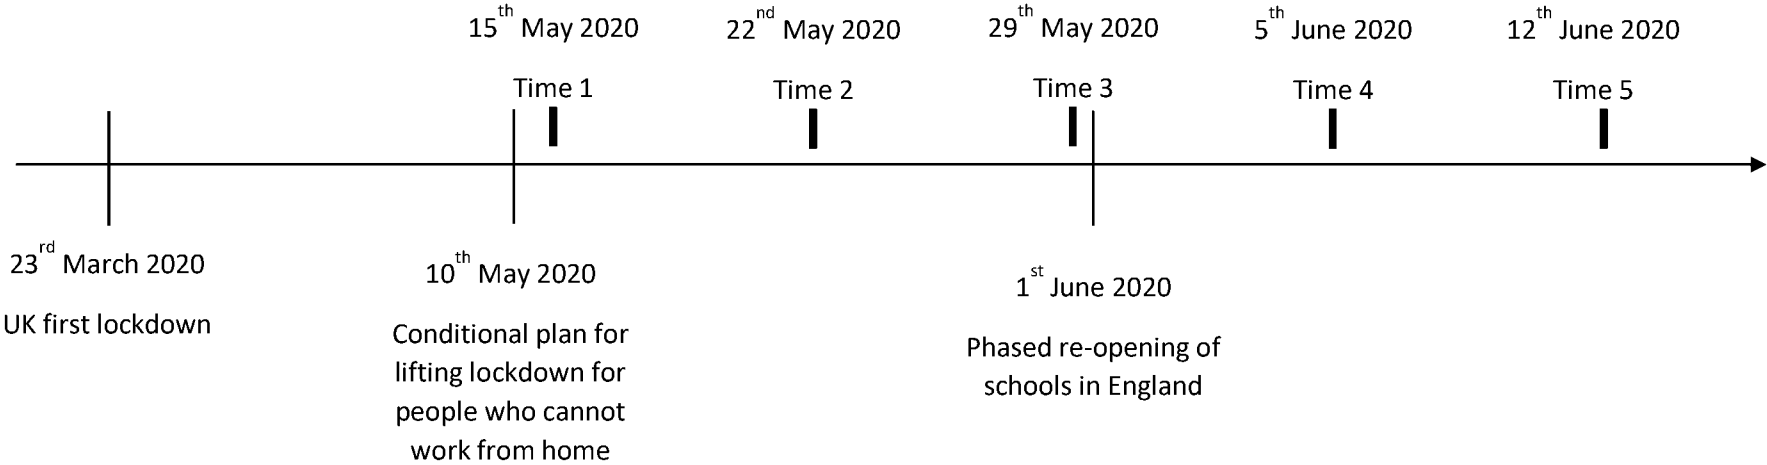 15th May 2020
22nd May 2020
29th May 2020
5th June 2020
12th June 2020
Time 1
Time 2
Time 3
Time 4
Time 5
23rd March 2020
UK first lockdown
10th May 2020
Conditional plan for
lifting lockdown for
people who cannot
work from home
1st June 2020
Phased re-opening of
schools in England